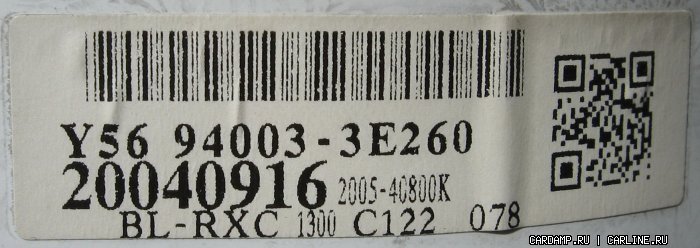 Y56 94003-3E260
20040916 2005-40800K
BL-RXC 1300 C122 078
CARDAMP.RU | CARLINE.RU